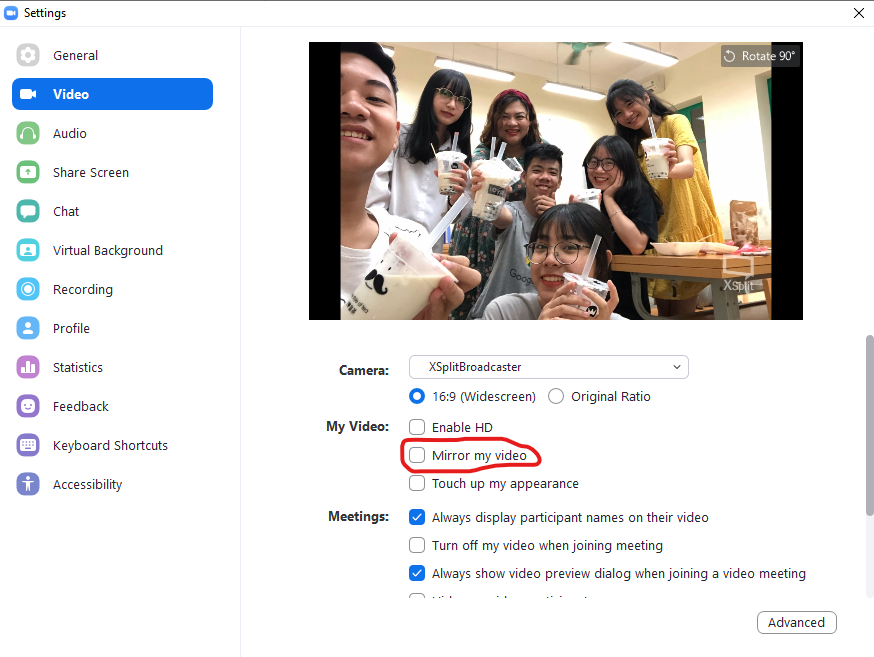 Settings
General
Video
Audio
Share Screen
Chat
Virtual Background
Recording
Profile
Statistics
Feedback
Keyboard Shortcuts
Accessibility
Rotate 90°
Google
XSplit
Camera:
XSplitBroadcaster
16:9 (Widescreen) Original Ratio
My Video:
Enable HD
Mirror my video
Touch up my appearance
Meetings:
Always display participant names on their video
Turn off my video when joining meeting
Always show video preview dialog when joining a video meeting
Advanced